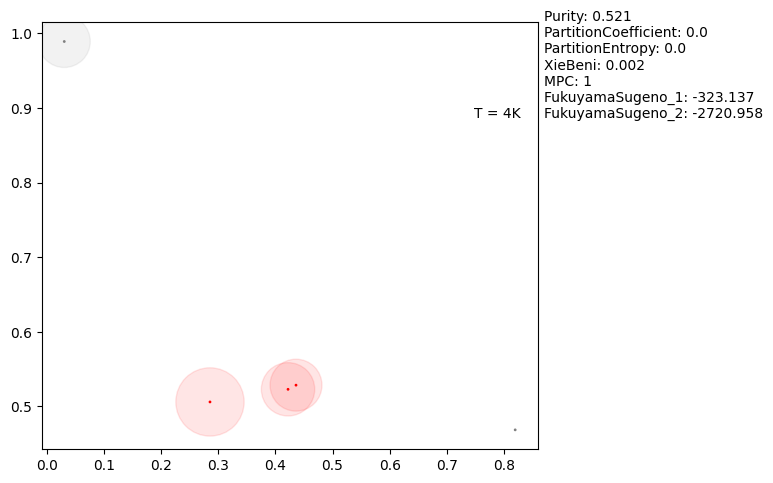 Purity: 0.521
PartitionCoefficient: 0.0
PartitionEntropy: 0.0
XieBeni: 0.002
MPC: 1
FukuyamaSugeno_1: -323.137
FukuyamaSugeno_2: -2720.958
T = 4K
1.0
0.9
0.8
0.7
0.6
0.5
0.0 0.1 0.2 0.3 0.4 0.5 0.6 0.7 0.8